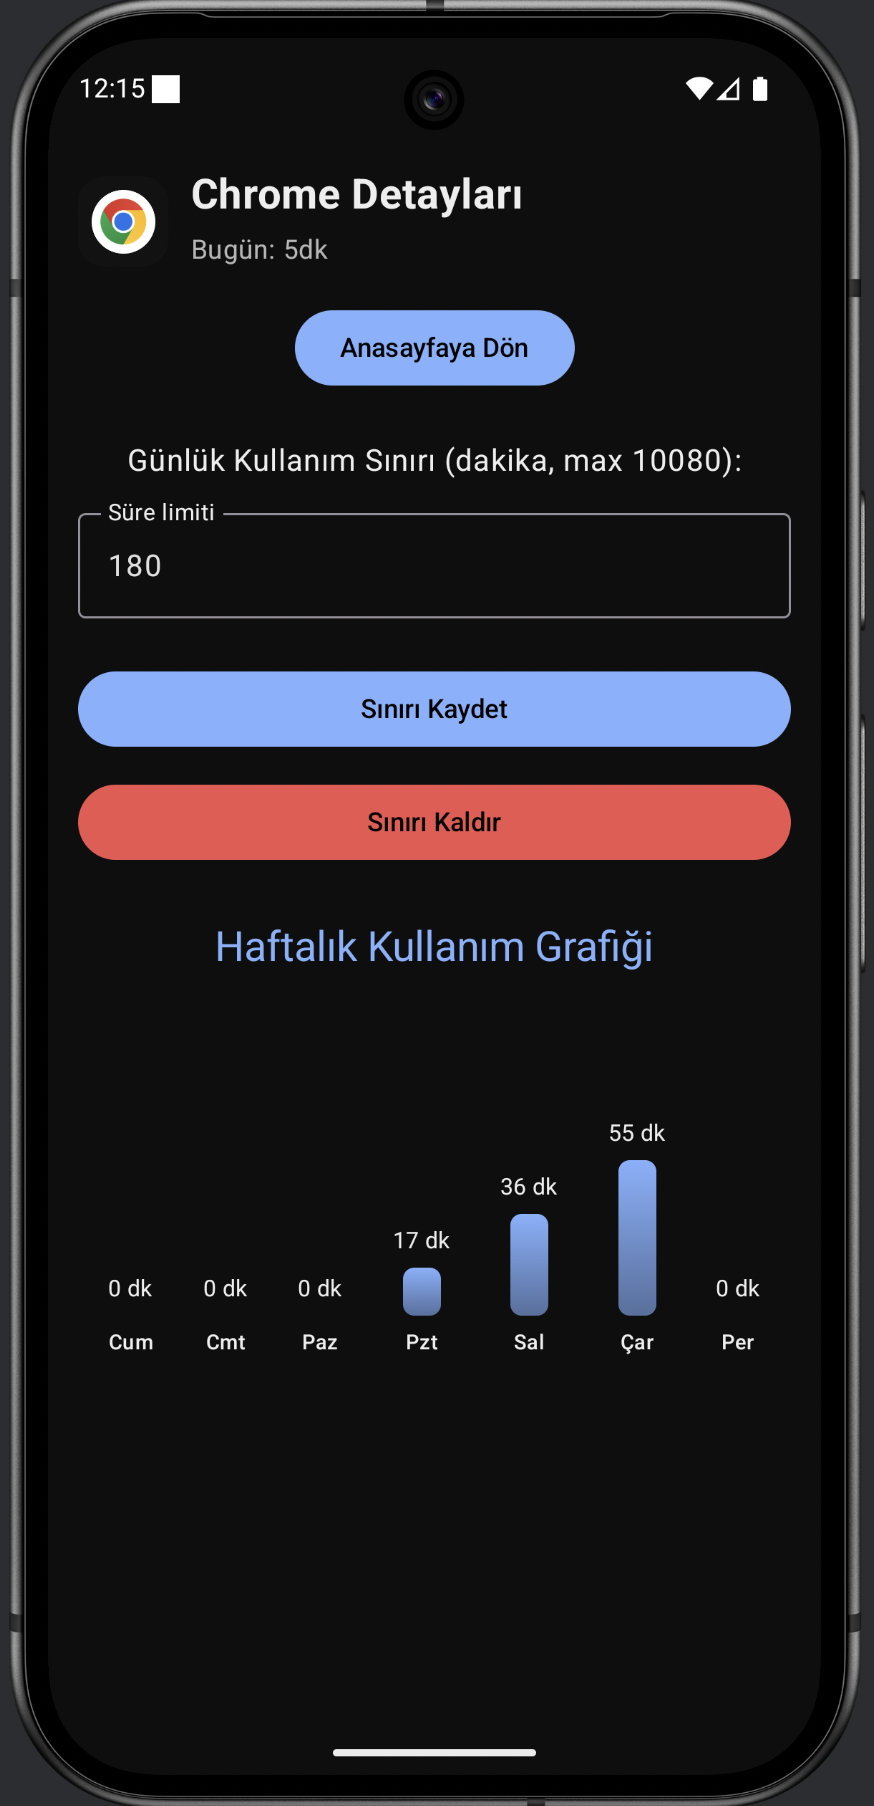 12:15
Chrome Detayları
Bugün: 5dk
Anasayfaya Dön
Günlük Kullanım Sınırı (dakika, max 10080):
Süre limiti
180
Sınırı Kaydet
Sınırı Kaldır
Haftalık Kullanım Grafiği
0 dk 0 dk 0 dk 17 dk 36 dk 55 dk 0 dk
Cum Cmt Paz Pzt Sal Çar Per